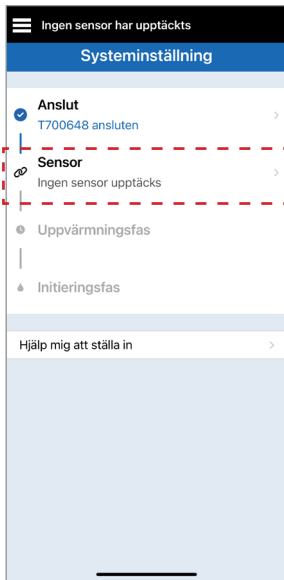 Ingen sensor har upptäckts
Systeminställning
Anslut
T700648 ansluten
Sensor
Ingen sensor upptäcks
Uppvärmningsfas
Initieringsfas
Hjälp mig att ställa in